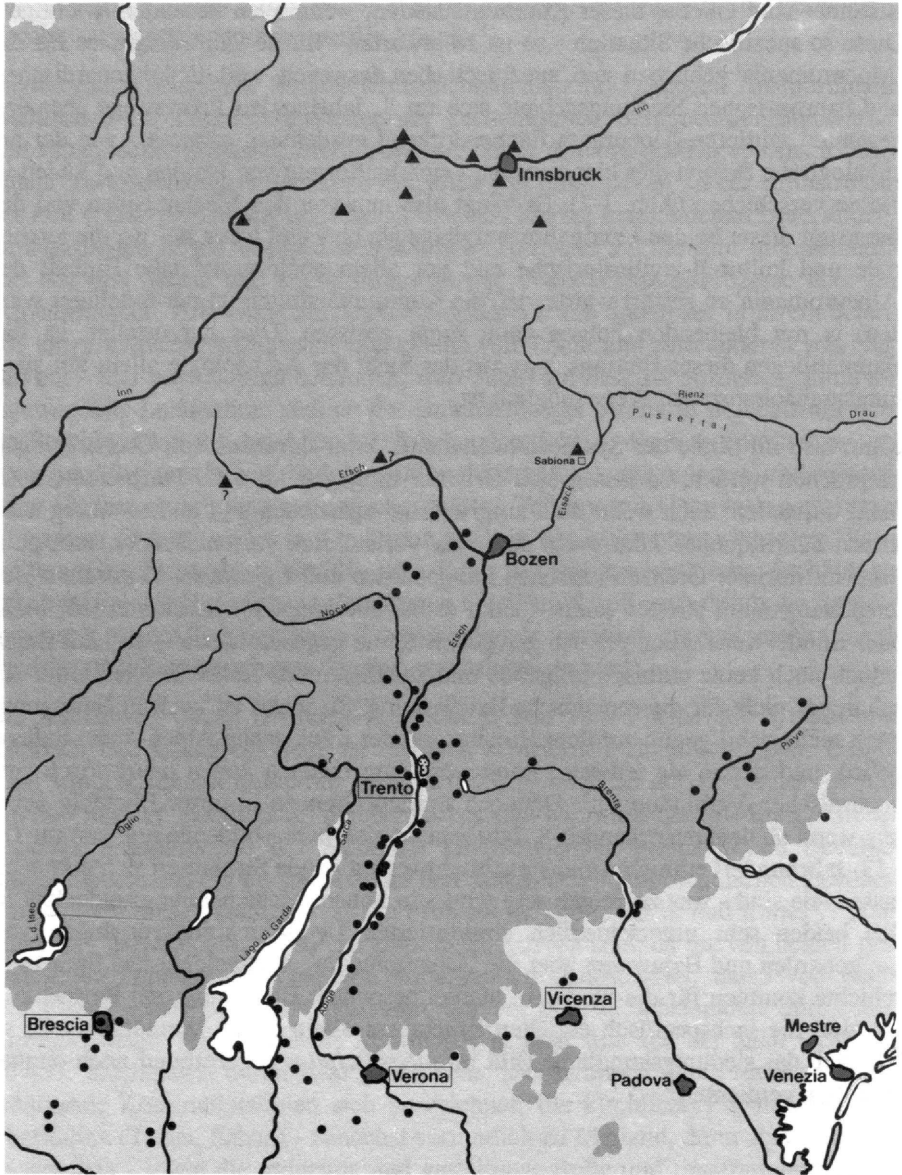 Inn
Innsbruck
Inn
Rienz
Pustertal
Drau
Etsch
?
Sabiona
?
Eisack
Bozen
Noce
Etsch
Piave
?
Trento
Brenta
Oglio
Sarca
L.d.Iseo
Lago di Garda
Adige
Brescia
Vicenza
Mestre
Verona
Padova
Venezia